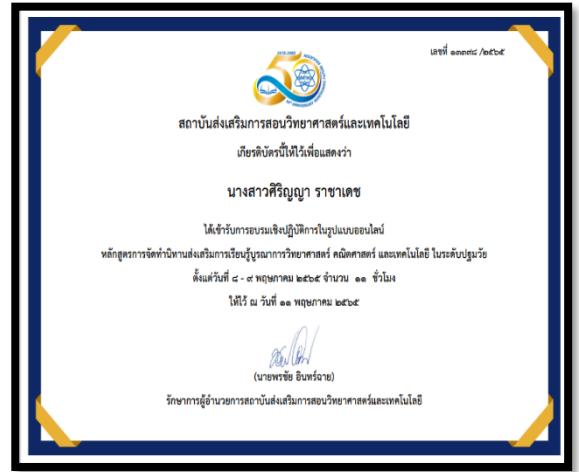 เลขที่ ๑๓๓๙๘ /๒๕๖๕
สถาบันส่งเสริมการสอนวิทยาศาสตร์และเทคโนโลยี
เกียรติบัตรนี้ให้ไว้เพื่อแสดงว่า
นางสาวศิริญญา ราชาเดช
ได้เข้ารับการอบรมเชิงปฏิบัติการในรูปแบบออนไลน์
หลักสูตรการจัดทำนิทานส่งเสริมการเรียนรู้บูรณาการวิทยาศาสตร์ คณิตศาสตร์ และเทคโนโลยี ในระดับปฐมวัย
ตั้งแต่วันที่ ๘ - ๙ พฤษภาคม ๒๕๖๕ จำนวน ๑๑ ชั่วโมง
ให้ไว้ ณ วันที่ ๑๑ พฤษภาคม ๒๕๖๕
(นายพรชัย อินทร์ฉาย)
รักษาการผู้อำนวยการสถาบันส่งเสริมการสอนวิทยาศาสตร์และเทคโนโลยี